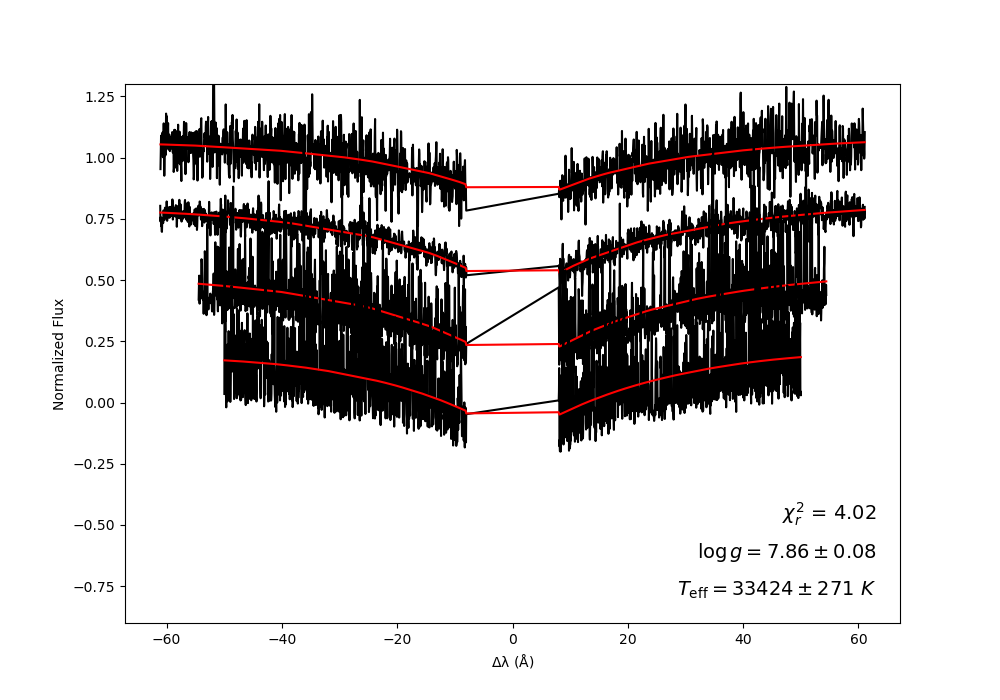 1.25
1.00
0.75
0.50
0.25
0.00
−0.25
−0.50
−0.75
Normalized Flux
χ²ᵣ = 4.02
log g = 7.86 ± 0.08
T_eff = 33424 ± 271 K
−60 −40 −20 0 20 40 60
Δλ (Å)